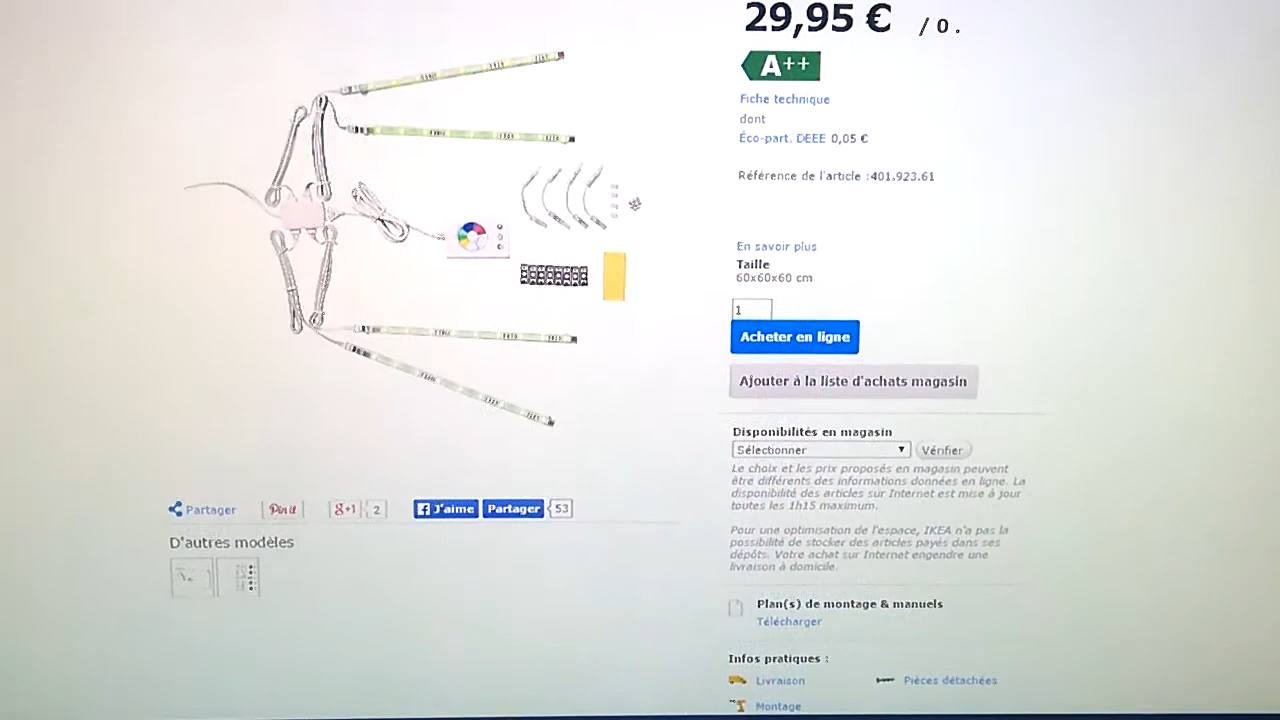 29,95 € / 0 .
A++
Fiche technique
dont
Éco-part. DEEE 0,05 €
Référence de l'article :401.923.61
En savoir plus
Taille
60x60x60 cm
1
Acheter en ligne
Ajouter à la liste d'achats magasin
Disponibilités en magasin
Sélectionner Vérifier
Le choix et les prix proposés en magasin peuvent
être différents des informations données en ligne. La
disponibilité des articles sur Internet est mise à jour
toutes les 1h15 maximum.
Pour une optimisation de l'espace, IKEA n'a pas la
possibilité de stocker des articles payés dans ses
dépôts. Votre achat sur Internet engendre une
livraison à domicile.
Partager Pin it g+1 2 J'aime Partager 53
D'autres modèles
Plan(s) de montage & manuels
Télécharger
Infos pratiques :
Livraison Pièces détachées
Montage